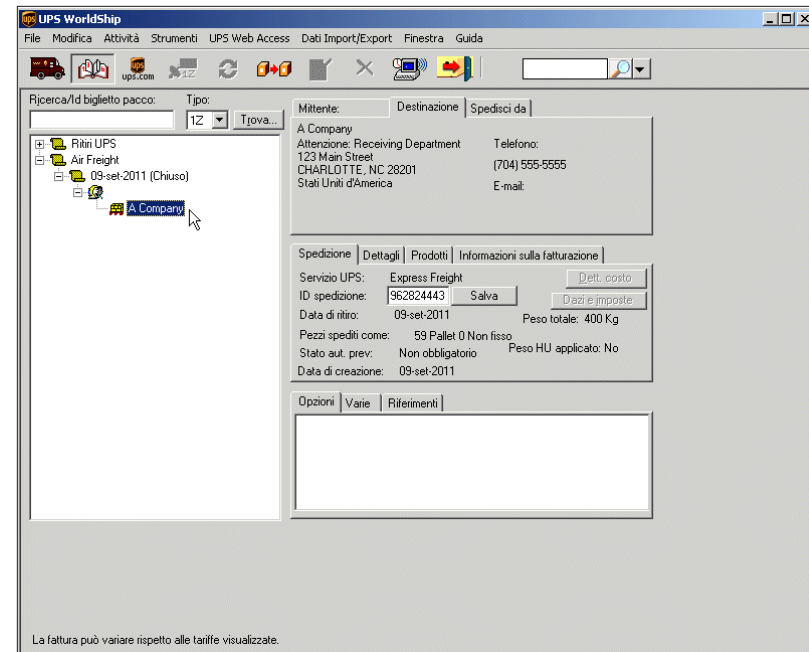 UPS WorldShip
File Modifica Attività Strumenti UPS Web Access Dati Import/Export Finestra Guida
ups.com
1Z
Ricerca/Id biglietto pacco: Tipo:
1Z Trova...
Ritiri UPS
Air Freight
09-set-2011 (Chiuso)
A Company
Mittente: Destinazione Spedisci da
A Company
Attenzione: Receiving Department Telefono:
123 Main Street
(704) 555-5555
CHARLOTTE, NC 28201
Stati Uniti d'America
E-mail:
Spedizione Dettagli Prodotti Informazioni sulla fatturazione
Servizio UPS: Express Freight Dett. costo
ID spedizione: 962824443 Salva Dazi e imposte
Data di ritiro: 09-set-2011 Peso totale: 400 Kg
Pezzi spediti come: 59 Pallet 0 Non fisso
Stato aut. prev: Non obbligatorio Peso HU applicato: No
Data di creazione: 09-set-2011
Opzioni Varie Riferimenti
La fattura può variare rispetto alle tariffe visualizzate.